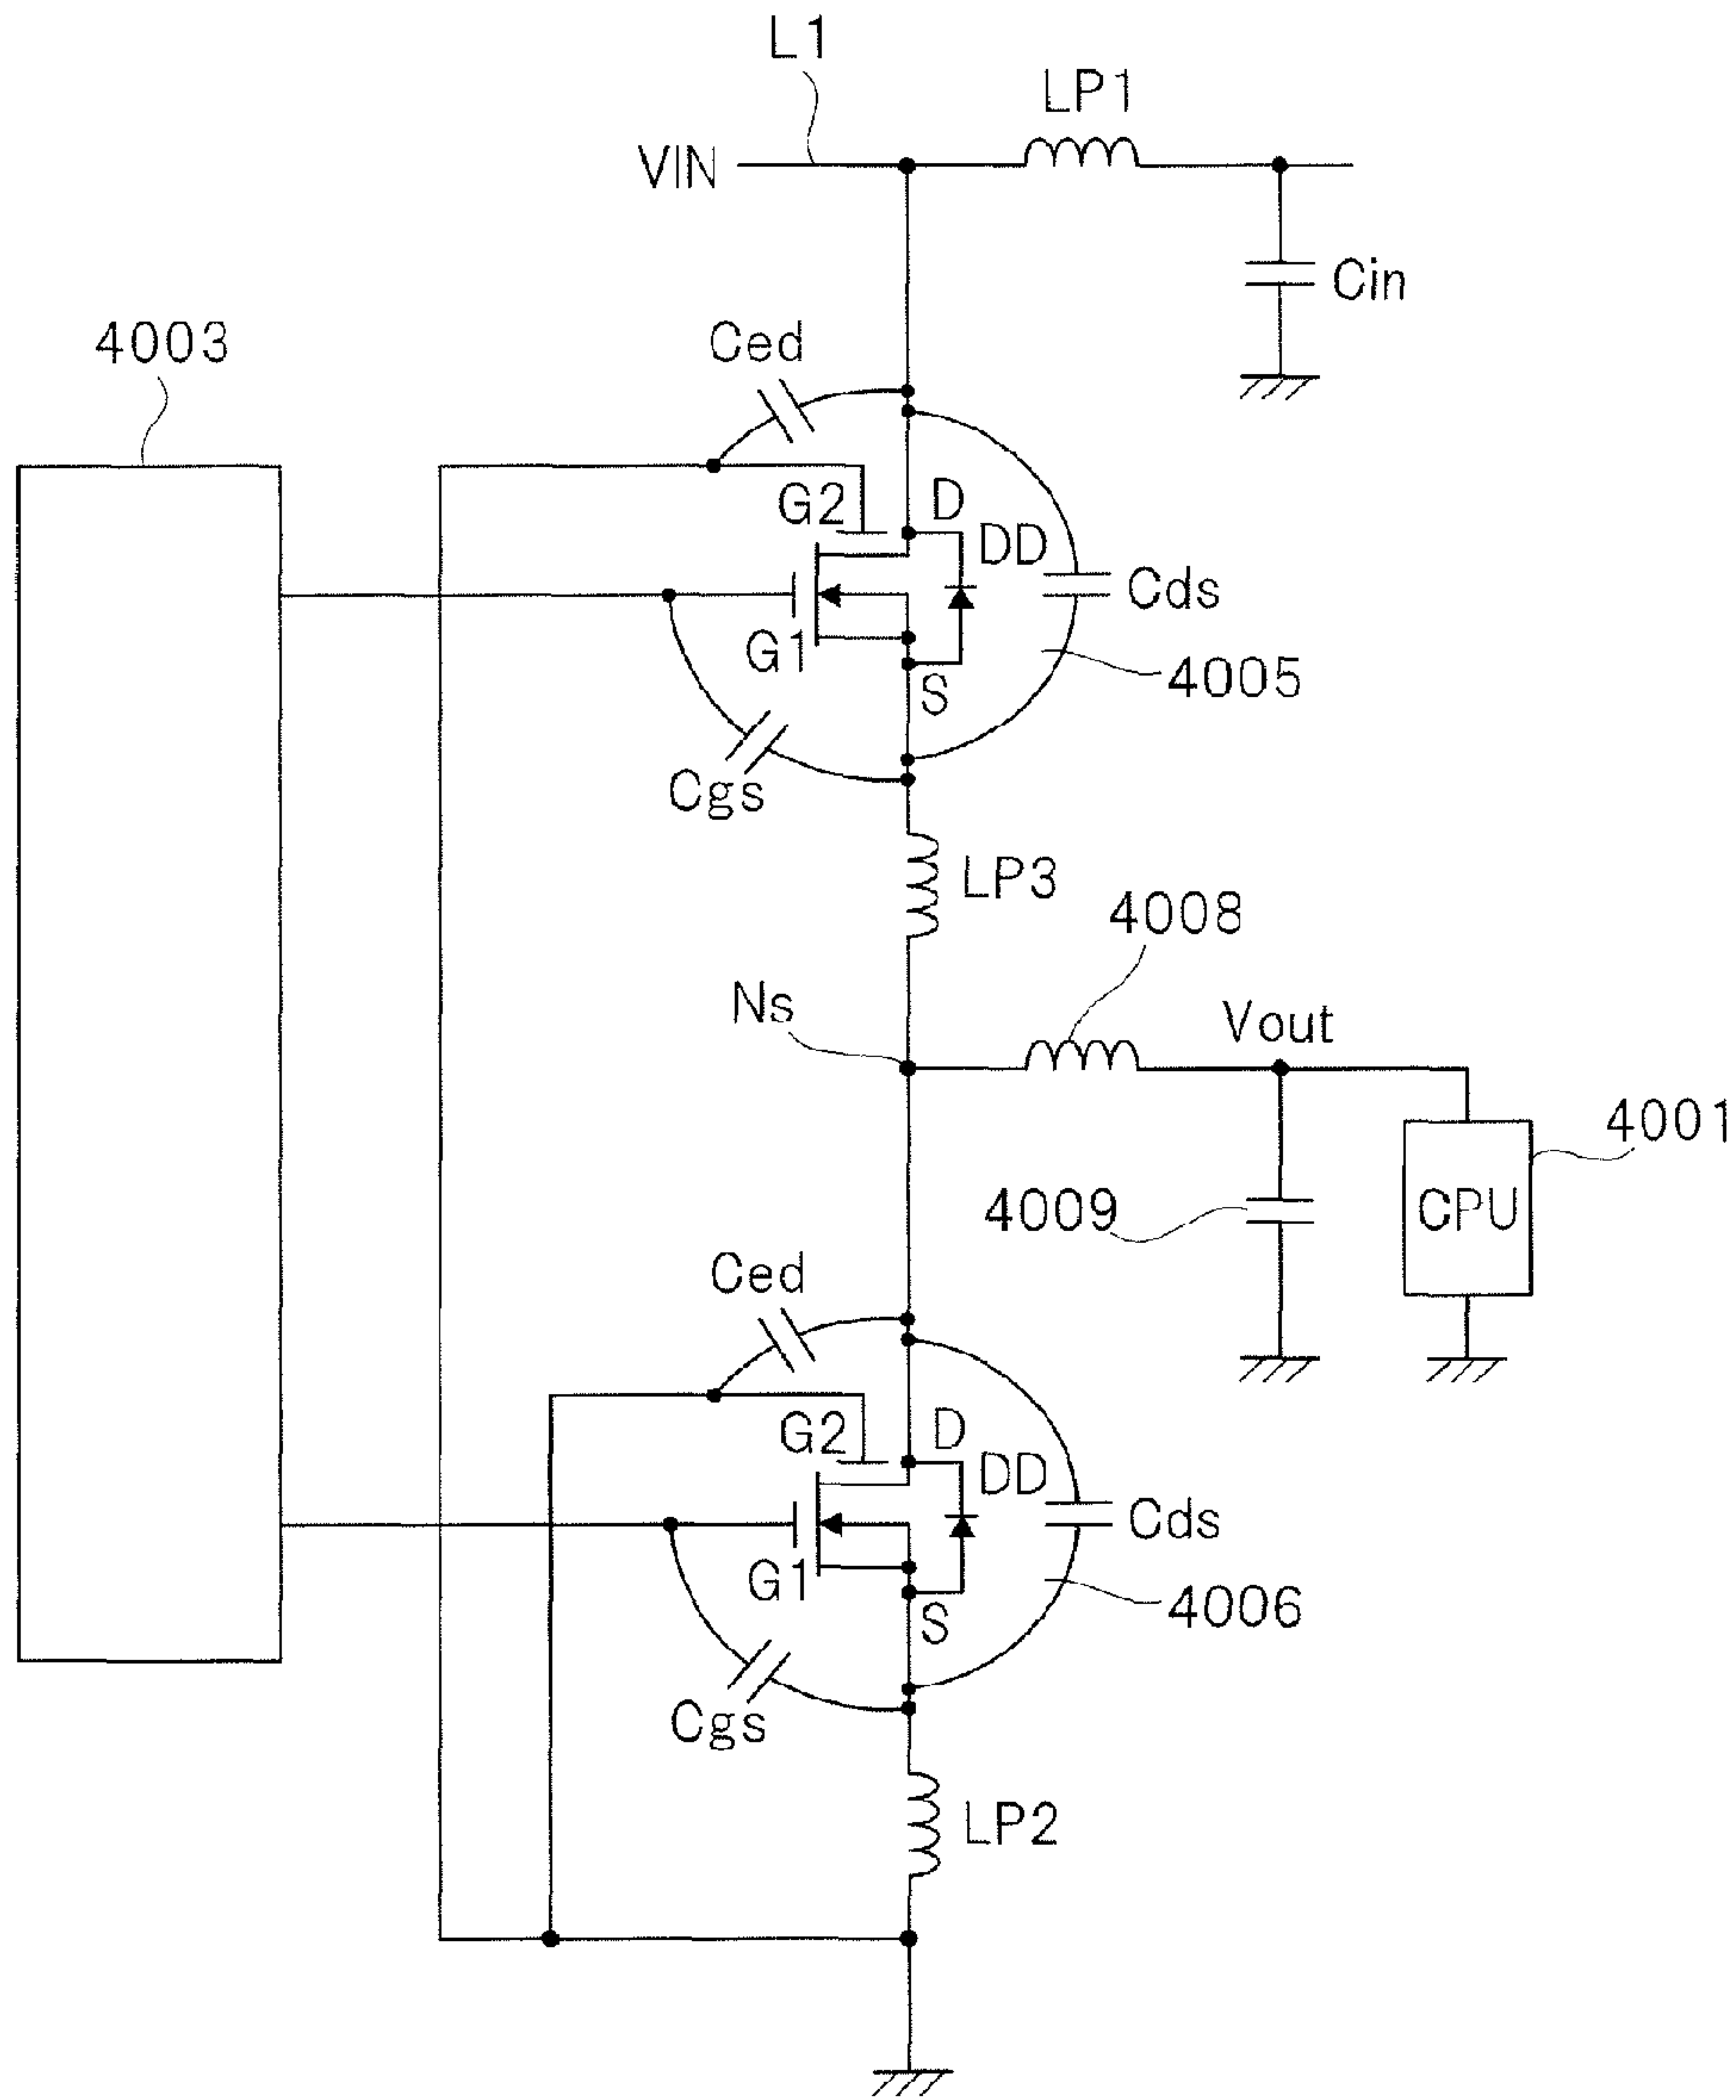 L1
LP1
VIN
Cin
4003
Ced
G2
D
DD
Cds
G1
4005
S
Cgs
LP3
4008
Ns
Vout
4001
4009
CPU
Ced
G2
D
DD
Cds
G1
4006
S
Cgs
LP2